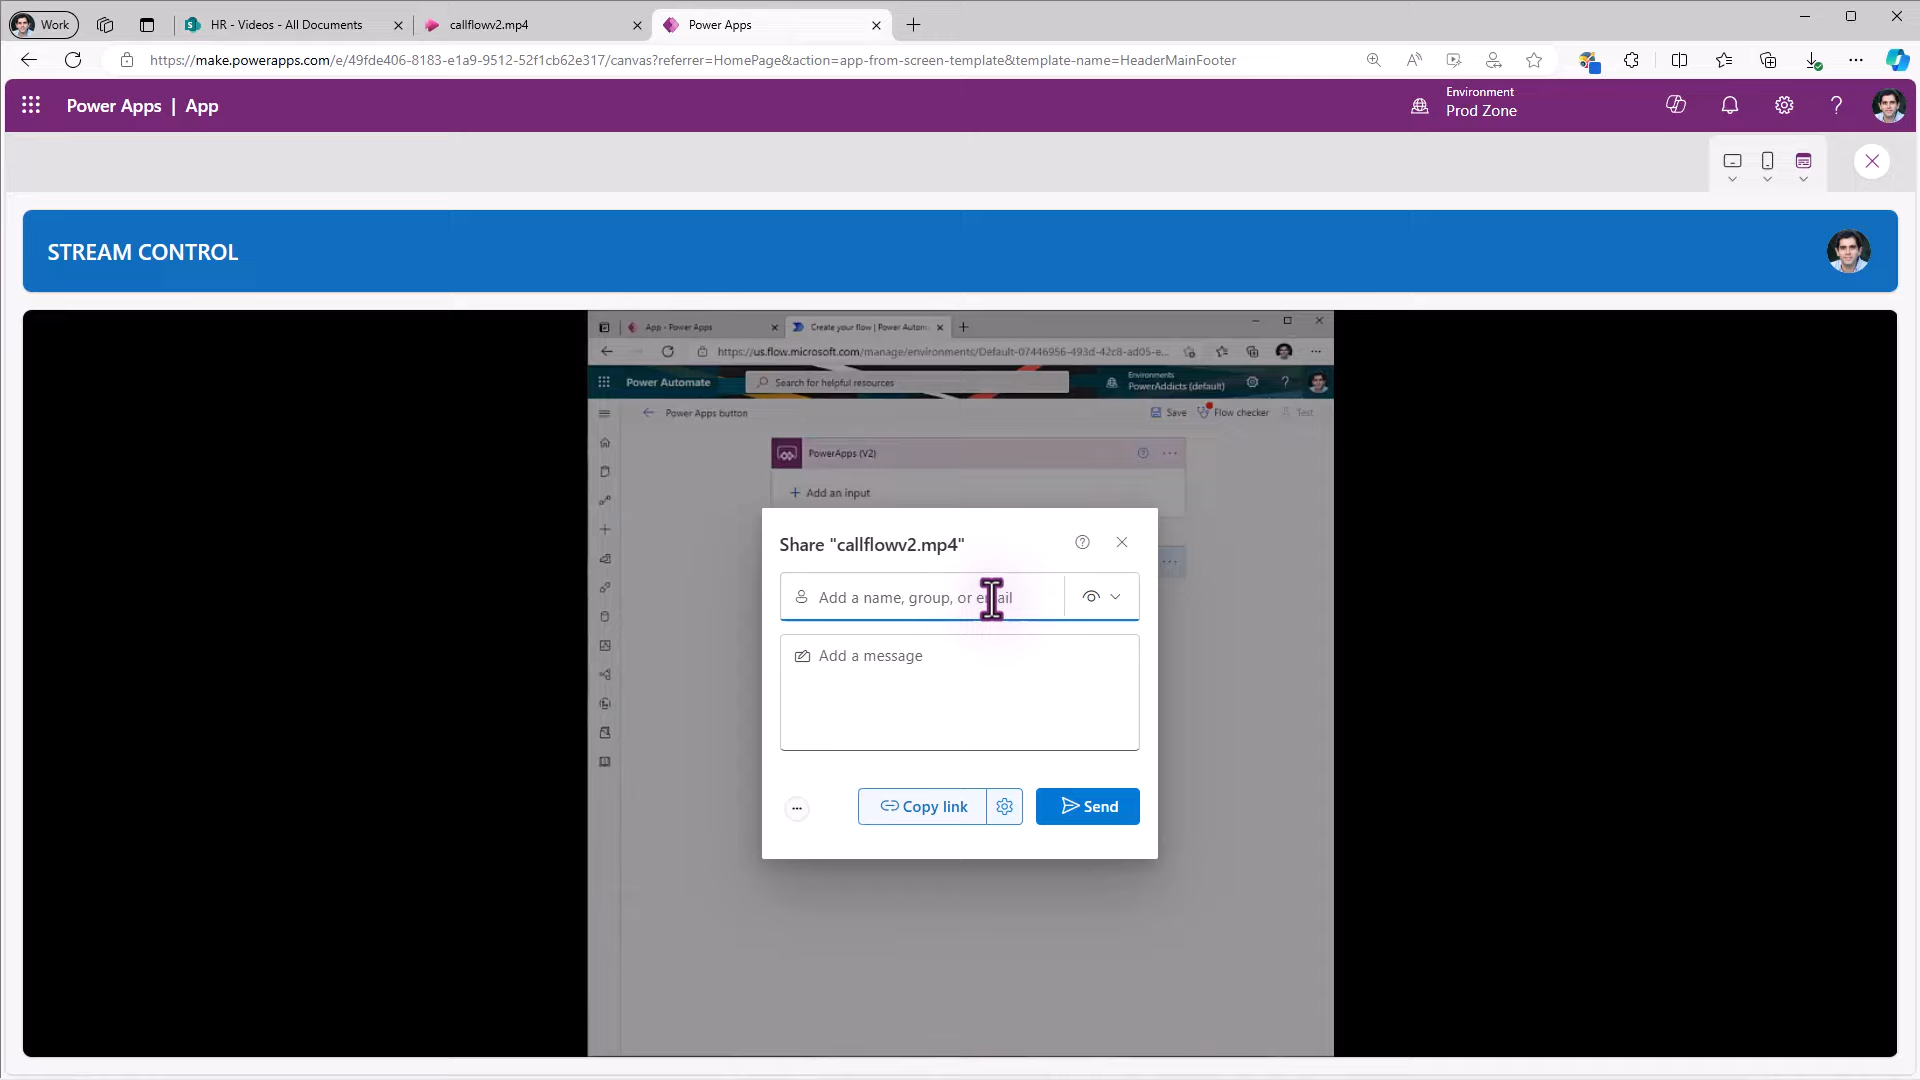 Work
HR - Videos - All Documents
callflowv2.mp4
Power Apps
https://make.powerapps.com/e/49fde406-8183-e1a9-9512-52f1cb62e317/canvas?referrer=HomePage&action=app-from-screen-template&template-name=HeaderMainFooter
Power Apps | App
Environment
Prod Zone
STREAM CONTROL
App - Power Apps
Create your flow | Power Autom
https://us.flow.microsoft.com/manage/environments/Default-07446956-493d-42c8-ad05-e...
Power Automate
Search for helpful resources
Environments
PowerAddicts (default)
Power Apps button
Save
Flow checker
Test
PowerApps (V2)
Add an input
Share "callflowv2.mp4"
Add a name, group, or email
Add a message
Copy link
Send